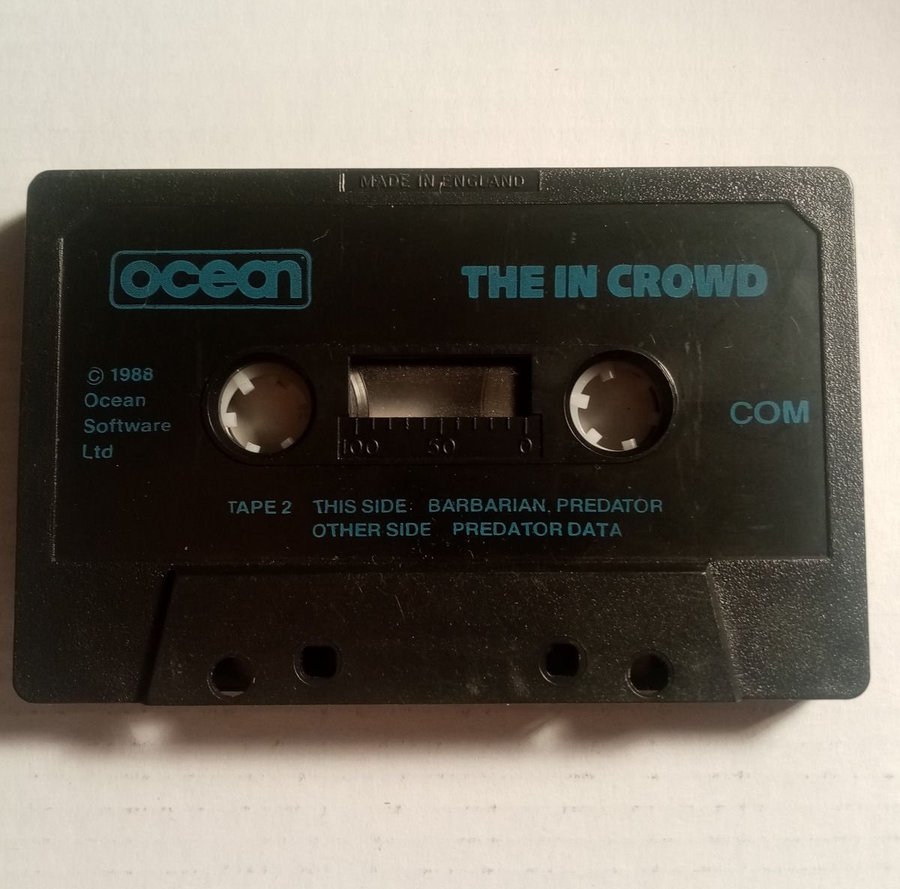 MADE IN ENGLAND
ocean
THE IN CROWD
© 1988
Ocean
Software
Ltd
100 50 0
COM
TAPE 2 THIS SIDE: BARBARIAN, PREDATOR
OTHER SIDE PREDATOR DATA